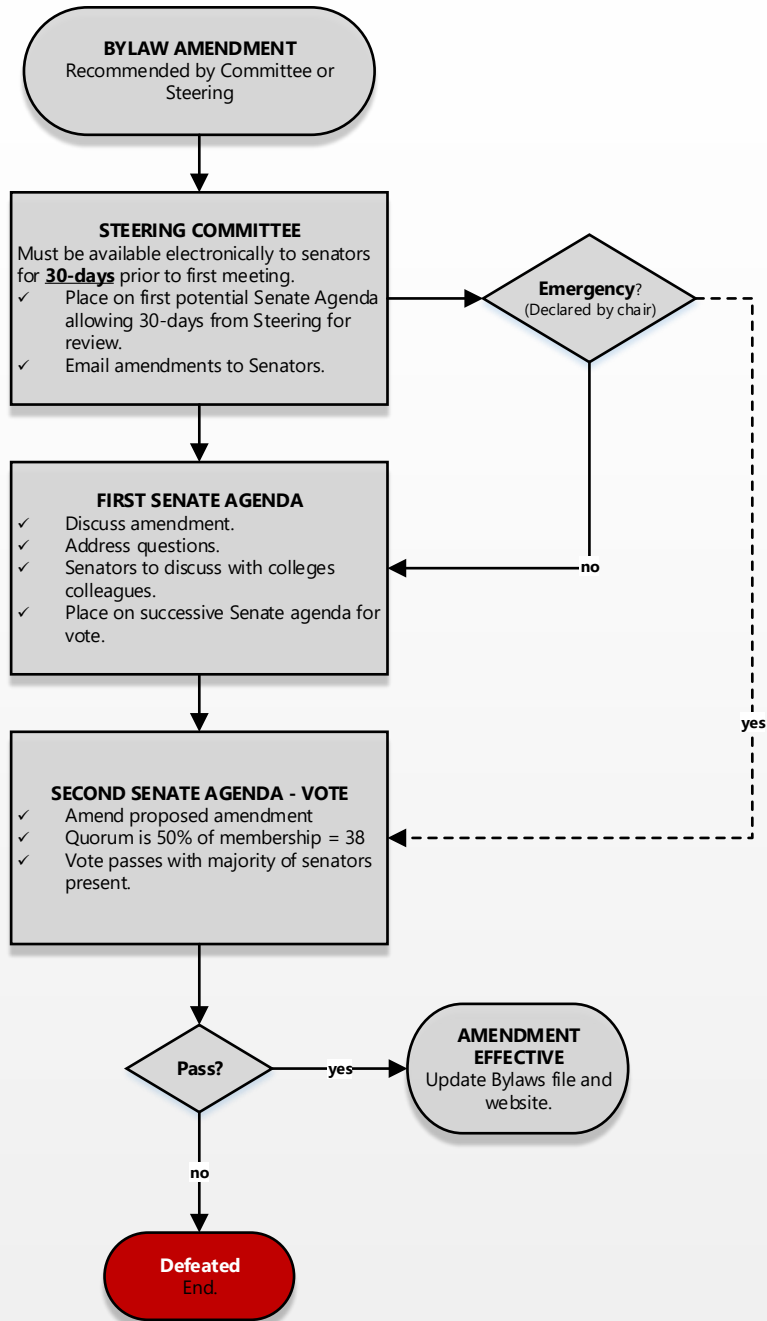 BYLAW AMENDMENT
Recommended by Committee or
Steering
STEERING COMMITTEE
Must be available electronically to senators
for 30-days prior to first meeting.
✓ Place on first potential Senate Agenda
allowing 30-days from Steering for
review.
✓ Email amendments to Senators.
Emergency?
(Declared by chair)
FIRST SENATE AGENDA
✓ Discuss amendment.
✓ Address questions.
✓ Senators to discuss with colleges
colleagues.
✓ Place on successive Senate agenda for
vote.
no
yes
SECOND SENATE AGENDA - VOTE
✓ Amend proposed amendment
✓ Quorum is 50% of membership = 38
✓ Vote passes with majority of senators
present.
Pass?
yes
AMENDMENT
EFFECTIVE
Update Bylaws file and
website.
no
Defeated
End.